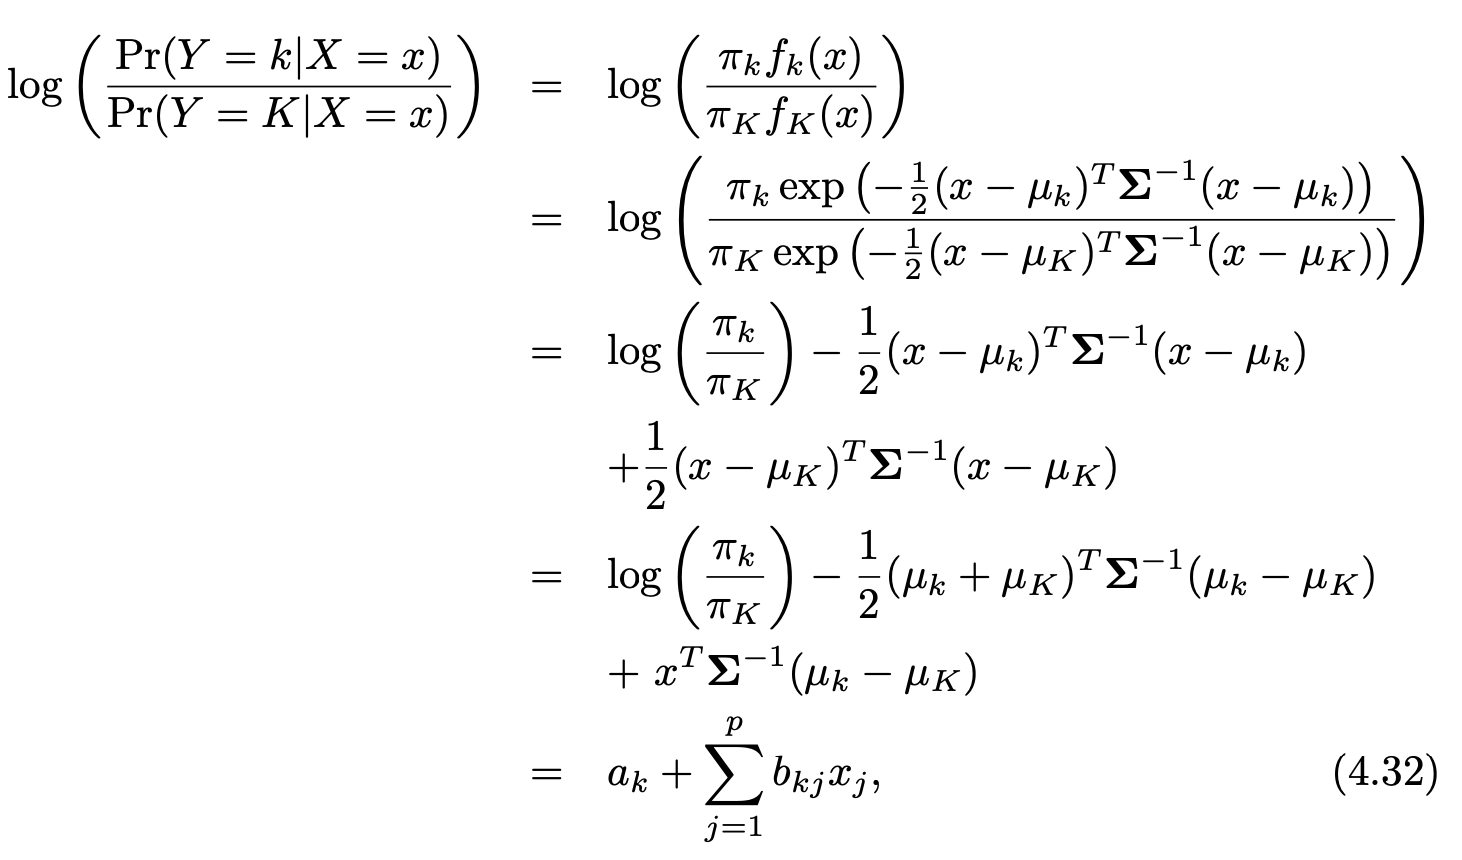 log ( Pr(Y = k|X = x) / Pr(Y = K|X = x) ) = log ( π_k f_k(x) / π_K f_K(x) )
= log ( π_k exp (−½(x − μ_k)^T Σ^−1(x − μ_k)) / π_K exp (−½(x − μ_K)^T Σ^−1(x − μ_K)) )
= log ( π_k / π_K ) − 1/2 (x − μ_k)^T Σ^−1(x − μ_k)
+ 1/2 (x − μ_K)^T Σ^−1(x − μ_K)
= log ( π_k / π_K ) − 1/2 (μ_k + μ_K)^T Σ^−1(μ_k − μ_K)
+ x^T Σ^−1(μ_k − μ_K)
= a_k + ∑_{j=1}^{p} b_{kj} x_j, (4.32)